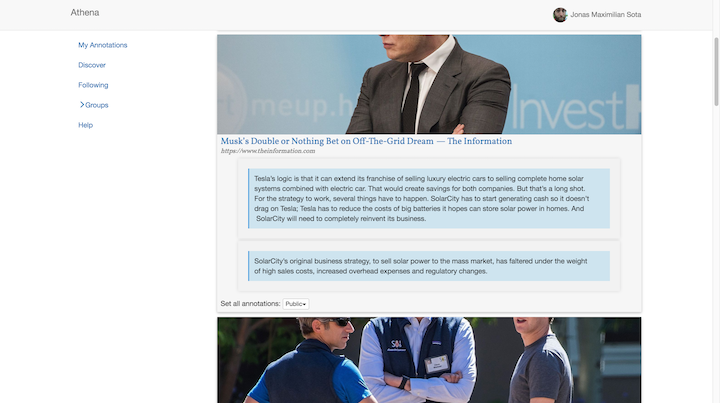 Athena
Jonas Maximilian Sota
My Annotations
Discover
Following
Groups
Help
meup.h
InvestH
Musk's Double or Nothing Bet on Off-The-Grid Dream — The Information
https://www.theinformation.com
Tesla's logic is that it can extend its franchise of selling luxury electric cars to selling complete home solar
systems combined with electric car. That would create savings for both companies. But that's a long shot.
For the strategy to work, several things have to happen. SolarCity has to start generating cash so it doesn't
drag on Tesla; Tesla has to reduce the costs of big batteries it hopes can store solar power in homes. And
SolarCity will need to completely reinvent its business.
SolarCity's original business strategy, to sell solar power to the mass market, has faltered under the weight
of high sales costs, increased overhead expenses and regulatory changes.
Set all annotations: Public